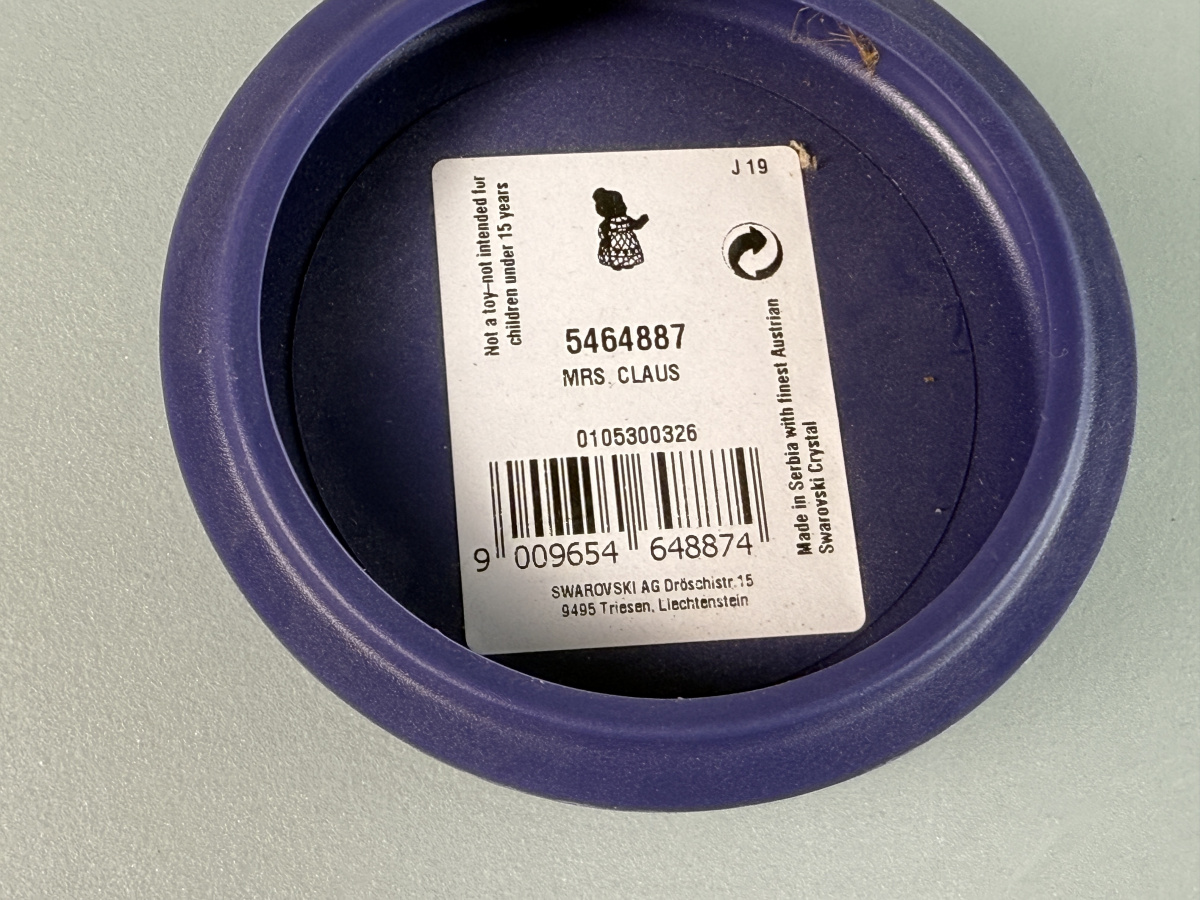 J 19
Not a toy–not intended for
children under 15 years
5464887
MRS. CLAUS
0105300326
9 009654 648874
SWAROVSKI AG Dröschistr.15
9495 Triesen, Liechtenstein
Made in Serbia with finest Austrian
Swarovski Crystal